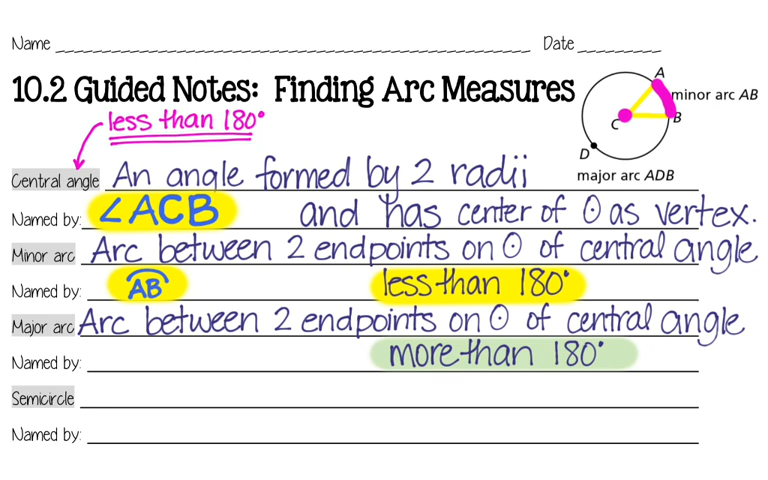 Name ________ Date ________
10.2 Guided Notes: Finding Arc Measures
A
minor arc AB
less than 180°
C
B
D
major arc ADB
Central angle An angle formed by 2 radii
Named by: ∠ACB and has center of ⊙ as vertex.
Minor arc Arc between 2 endpoints on ⊙ of central angle
Named by: A͡B less than 180°
Major arc Arc between 2 endpoints on ⊙ of central angle
Named by: more than 180°
Semicircle
Named by: